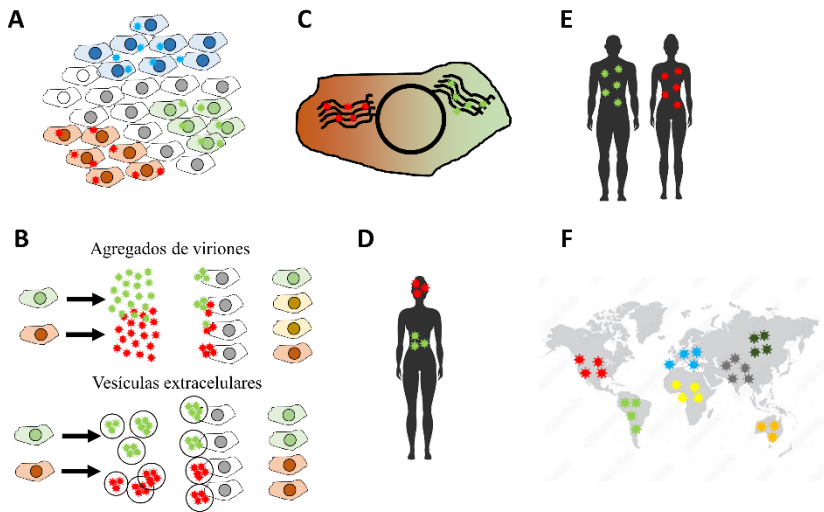 A
C
E
B
Agregados de viriones
D
F
Vesículas extracelulares